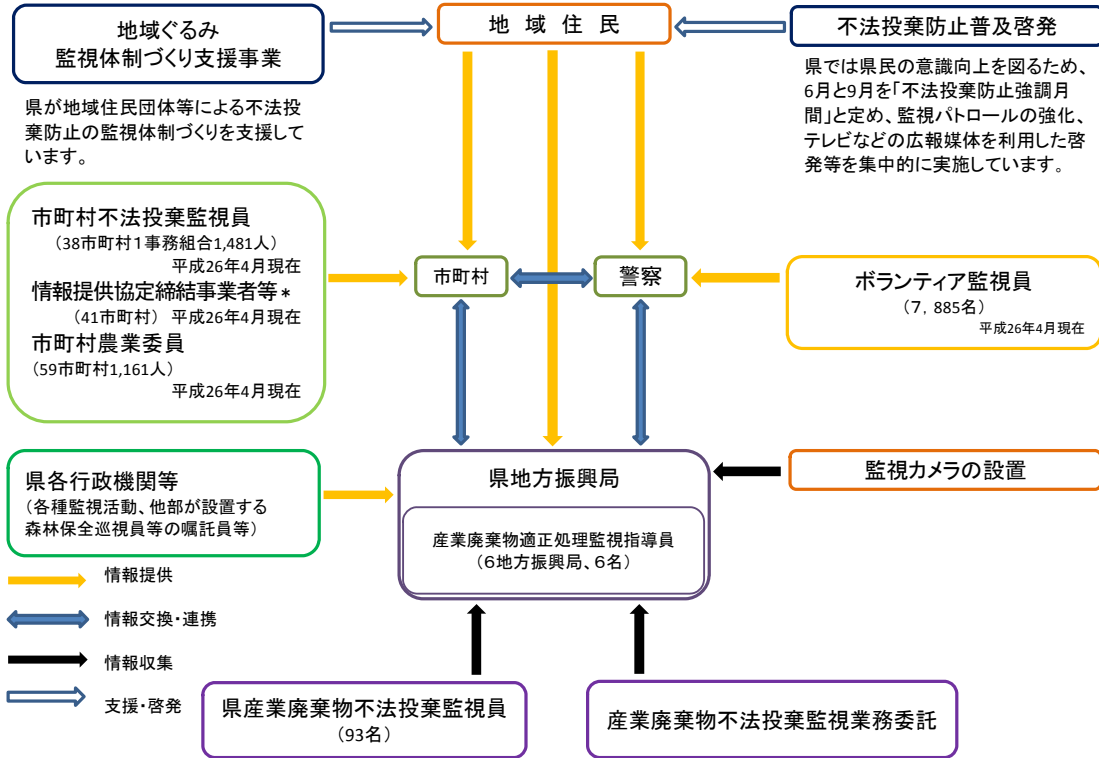 地域ぐるみ
監視体制づくり支援事業
地 域 住 民
不法投棄防止普及啓発
県が地域住民団体等による不法投
棄防止の監視体制づくりを支援して
います。
県では県民の意識向上を図るため、
6月と9月を「不法投棄防止強調月
間」と定め、監視パトロールの強化、
テレビなどの広報媒体を利用した啓
発等を集中的に実施しています。
市町村不法投棄監視員
（38市町村１事務組合1,481人）
平成26年4月現在
情報提供協定締結事業者等＊
（41市町村） 平成26年4月現在
市町村農業委員
（59市町村1,161人）
平成26年4月現在
市町村
警察
ボランティア監視員
（７，８８５名）
平成26年4月現在
県各行政機関等
（各種監視活動、他部が設置する
森林保全巡視員等の嘱託員等）
県地方振興局
産業廃棄物適正処理監視指導員
（６地方振興局、６名）
監視カメラの設置
情報提供
情報交換・連携
情報収集
支援・啓発
県産業廃棄物不法投棄監視員
（93名）
産業廃棄物不法投棄監視業務委託